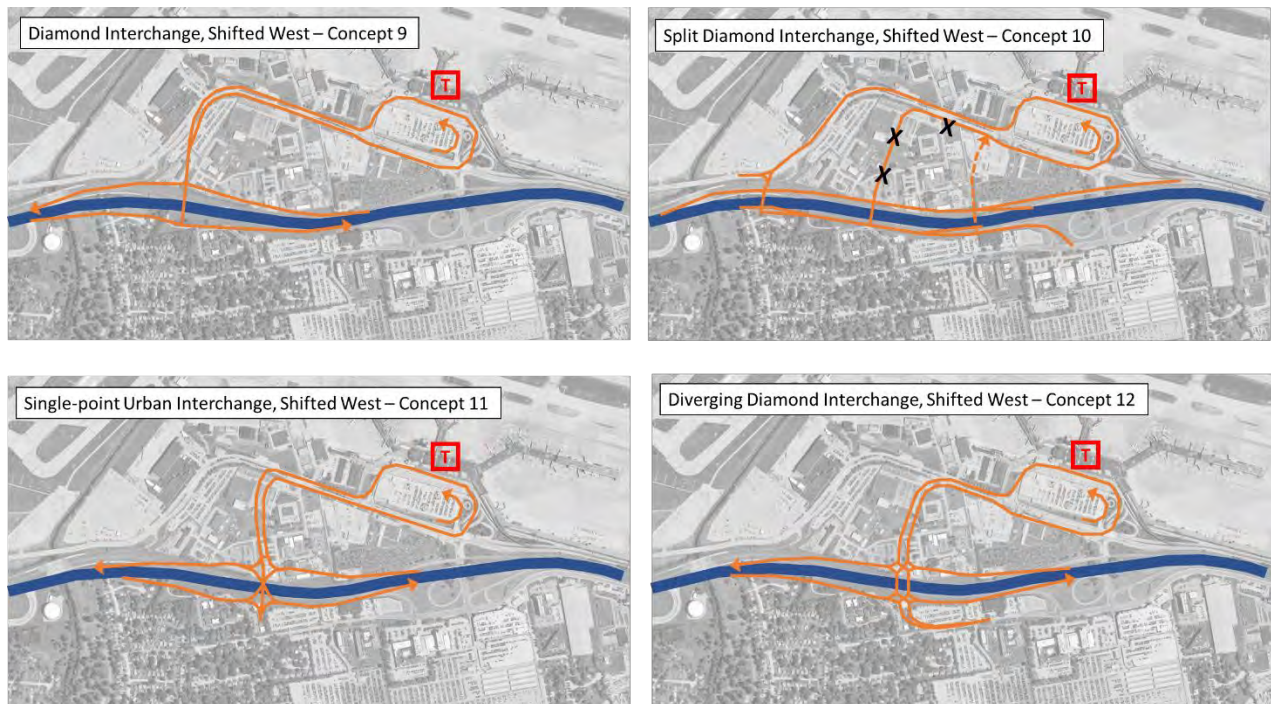 Diamond Interchange, Shifted West – Concept 9
T
Split Diamond Interchange, Shifted West – Concept 10
T
X
X
X
Single-point Urban Interchange, Shifted West – Concept 11
T
Diverging Diamond Interchange, Shifted West – Concept 12
T